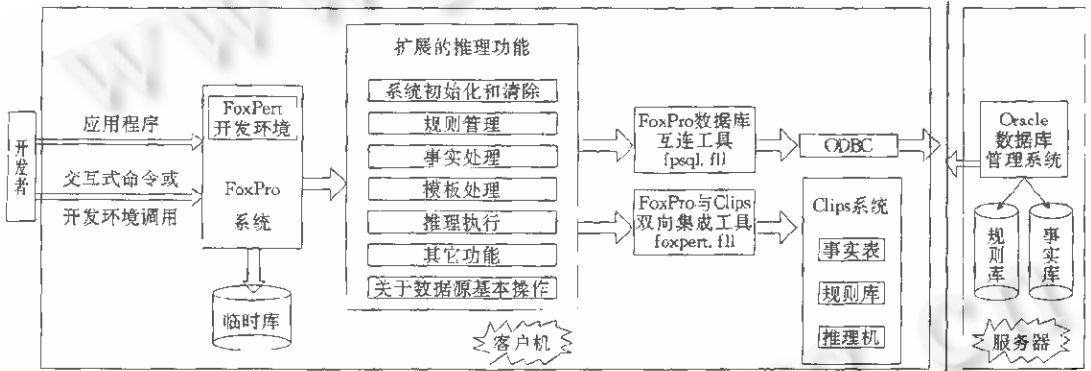 开发者
应用程序
交互式命令或
开发环境调用
FoxPert
开发环境
FoxPro
系统
临时库
扩展的推理功能
系统初始化和清除
规则管理
事实处理
模板处理
推理执行
其它功能
关于数据源基本操作
客户机
FoxPro数据库
互连工具
fpsql. fll
FoxPro与Clips
双向集成工具
foxpert. fll
ODBC
Clips系统
事实表
规则库
推理机
Oracle
数据库
管理系统
规则库
事实库
服务器